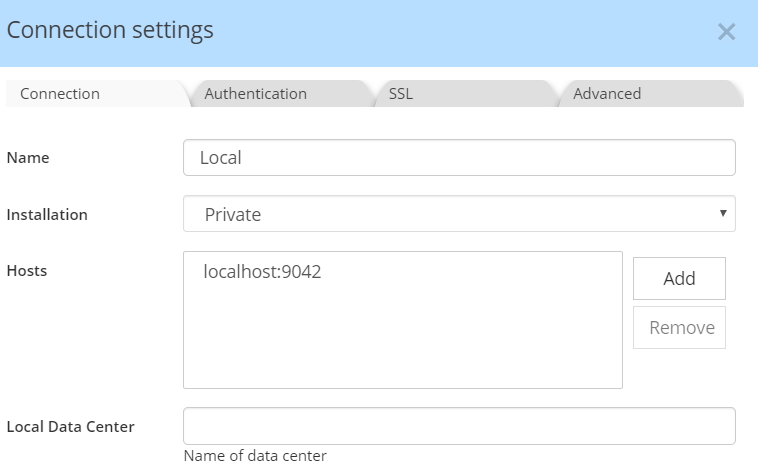 Connection settings
Connection Authentication SSL Advanced
Name Local
Installation Private
Hosts localhost:9042 Add
Remove
Local Data Center
Name of data center